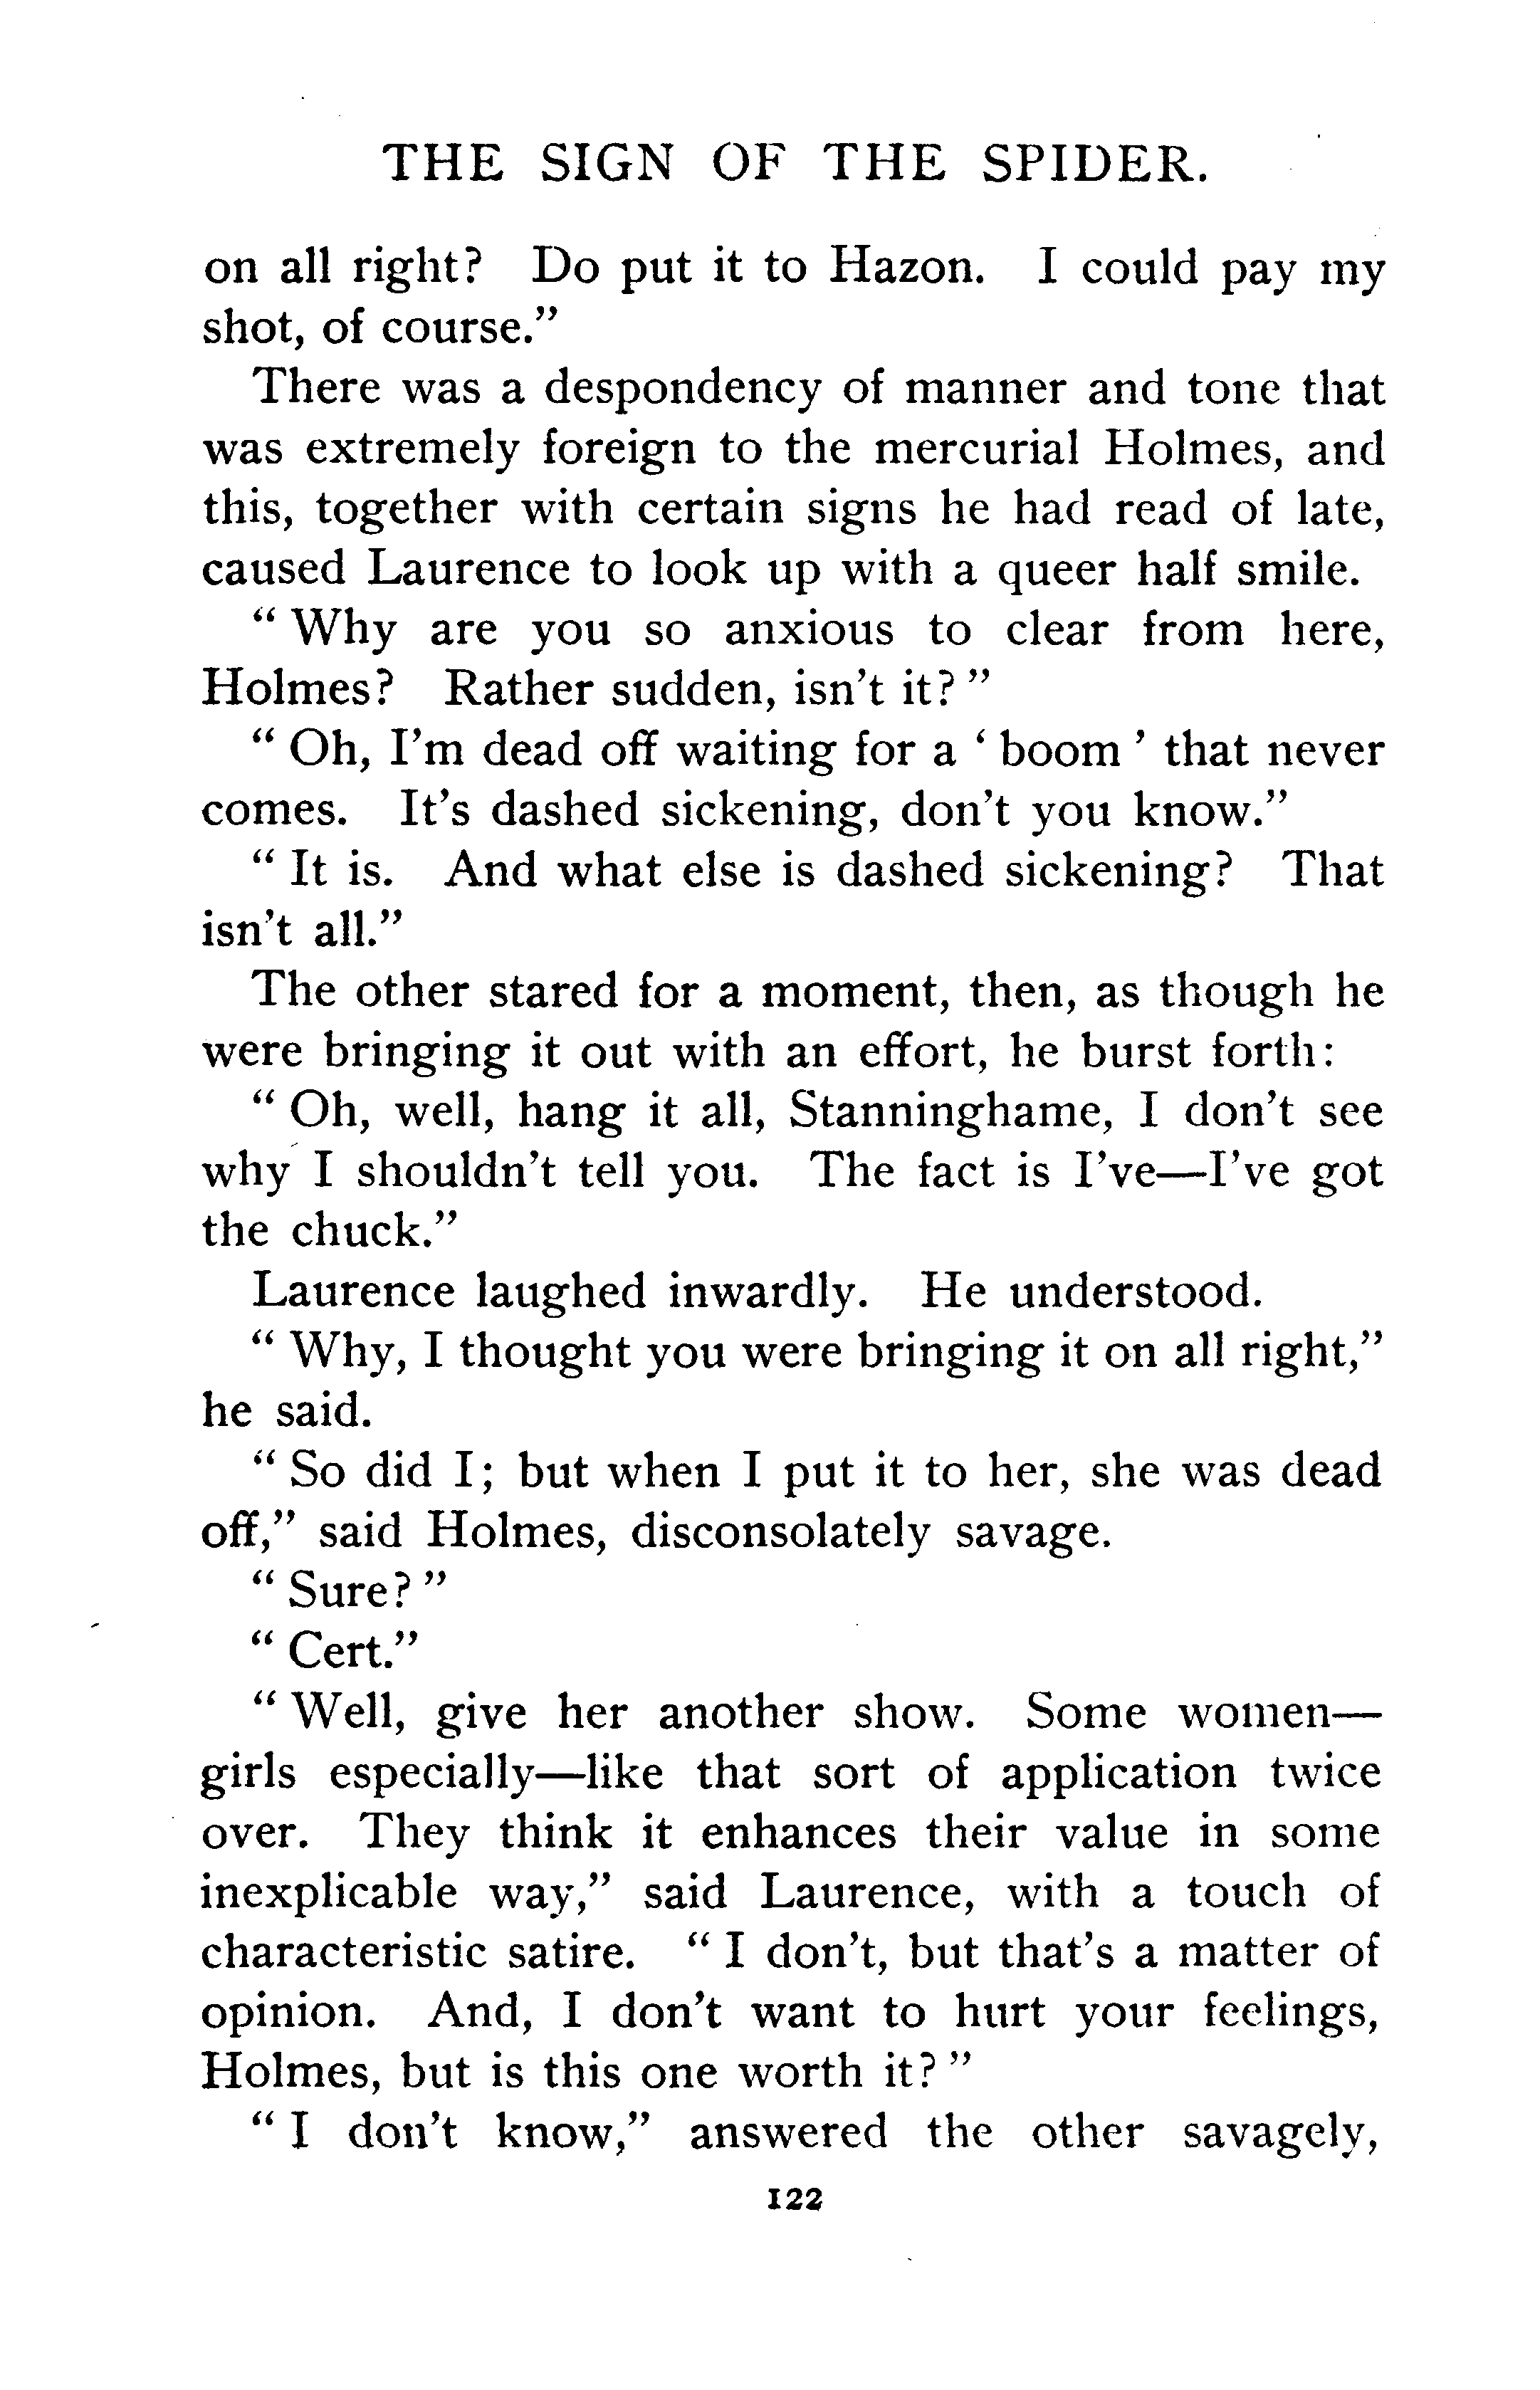 THE SIGN OF THE SPIDER.
on all right? Do put it to Hazon. I could pay my
shot, of course."
There was a despondency of manner and tone that
was extremely foreign to the mercurial Holmes, and
this, together with certain signs he had read of late,
caused Laurence to look up with a queer half smile.
"Why are you so anxious to clear from here,
Holmes? Rather sudden, isn't it?"
"Oh, I'm dead off waiting for a 'boom' that never
comes. It's dashed sickening, don't you know."
"It is. And what else is dashed sickening? That
isn't all."
The other stared for a moment, then, as though he
were bringing it out with an effort, he burst forth:
"Oh, well, hang it all, Stanninghame, I don't see
why I shouldn't tell you. The fact is I've—I've got
the chuck."
Laurence laughed inwardly. He understood.
"Why, I thought you were bringing it on all right,"
he said.
"So did I; but when I put it to her, she was dead
off," said Holmes, disconsolately savage.
"Sure?"
"Cert."
"Well, give her another show. Some women—
girls especially—like that sort of application twice
over. They think it enhances their value in some
inexplicable way," said Laurence, with a touch of
characteristic satire. "I don't, but that's a matter of
opinion. And, I don't want to hurt your feelings,
Holmes, but is this one worth it?"
"I don't know," answered the other savagely,
122